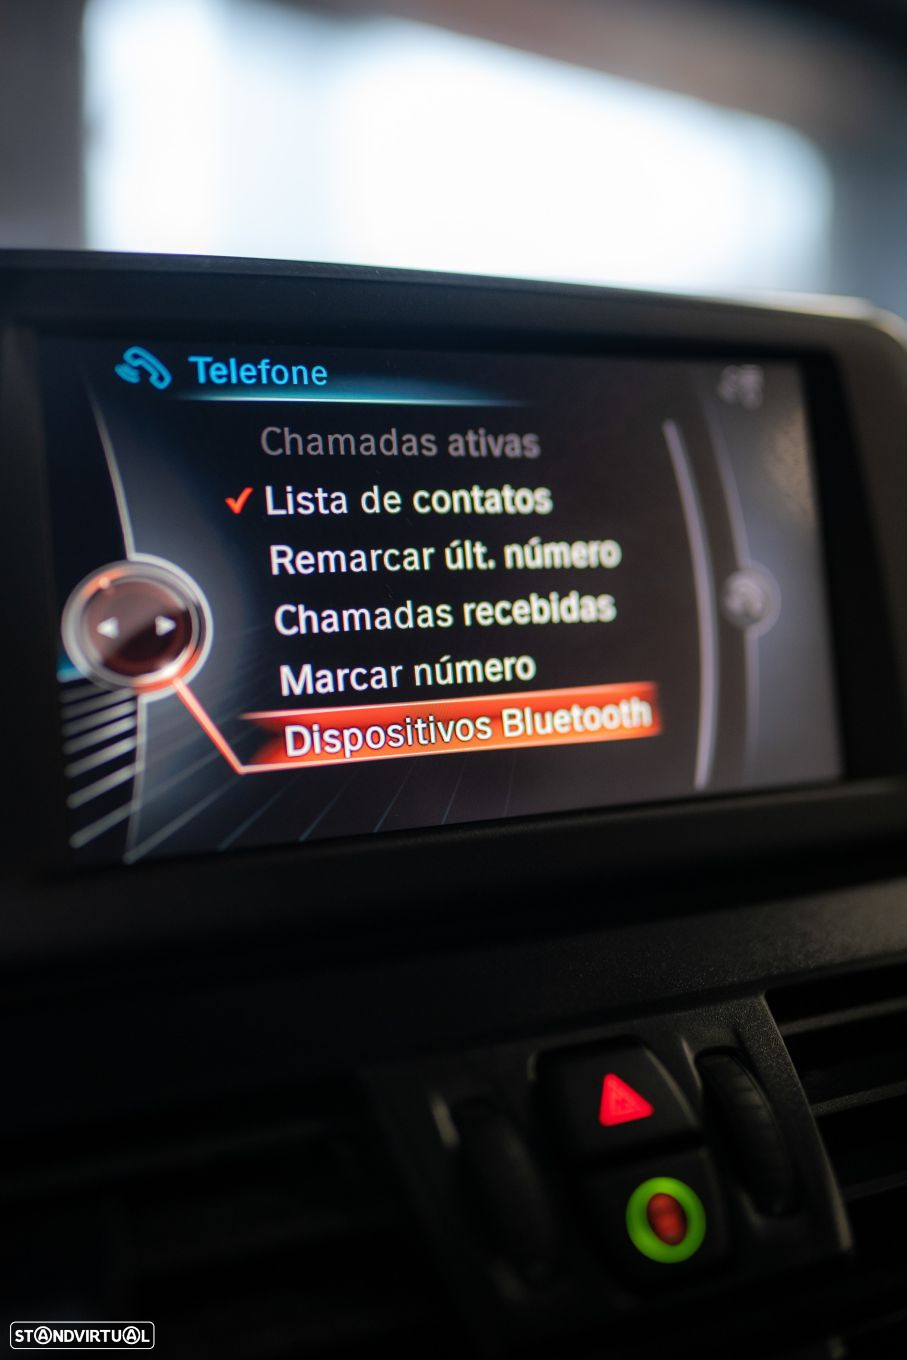 Telefone
Chamadas ativas
Lista de contatos
Remarcar últ. número
Chamadas recebidas
Marcar número
Dispositivos Bluetooth
STANDVIRTUAL